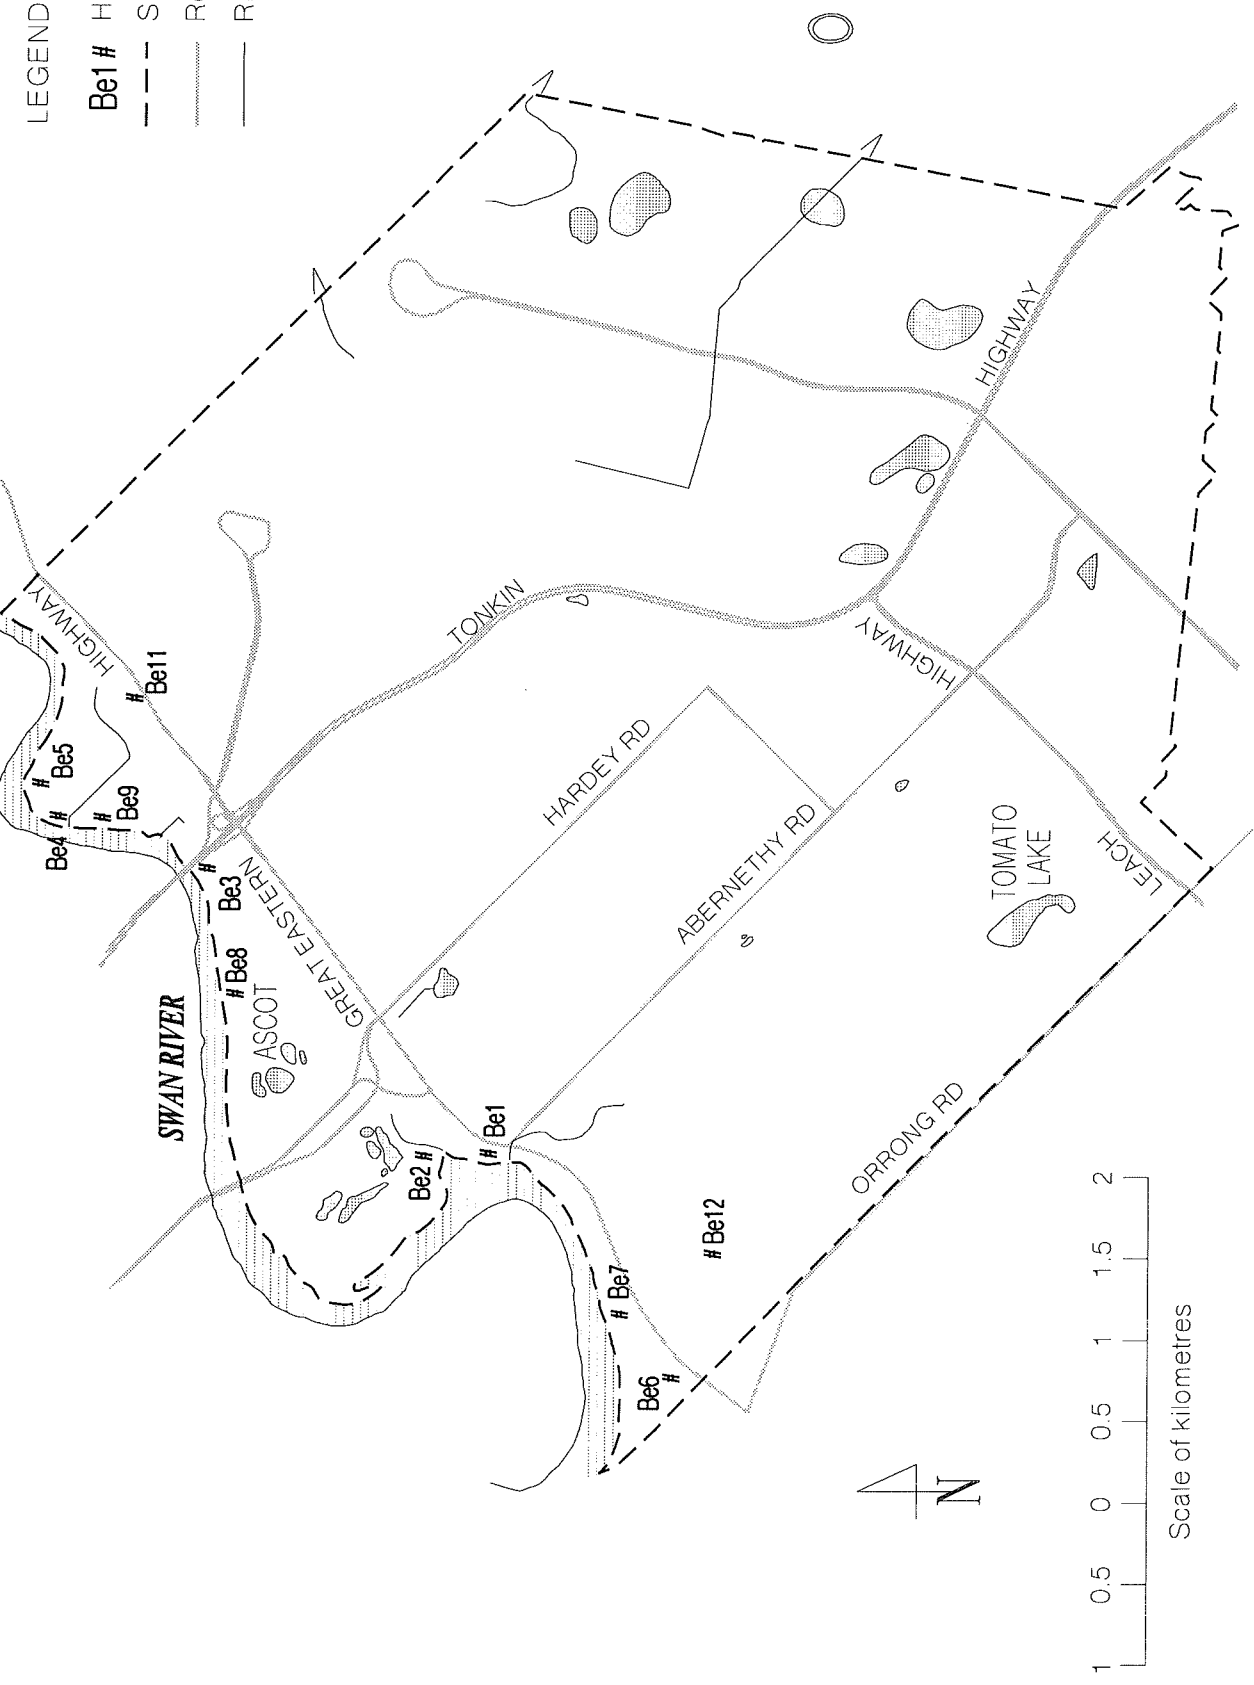 LEGEND
Be1 # H
S
R
R
HIGHWAY
Be11
Be5
Be9
Be4
Be3
Be8
SWAN RIVER
ASCOT
GREAT EASTERN
TONKIN
HIGHWAY
HIGHWAY
HARDEY RD
ABERNETHY RD
TOMATO
LAKE
LEACH
Be2
Be1
Be12
Be7
Be6
ORRONG RD
N
1 0.5 0 0.5 1 1.5 2
Scale of kilometres